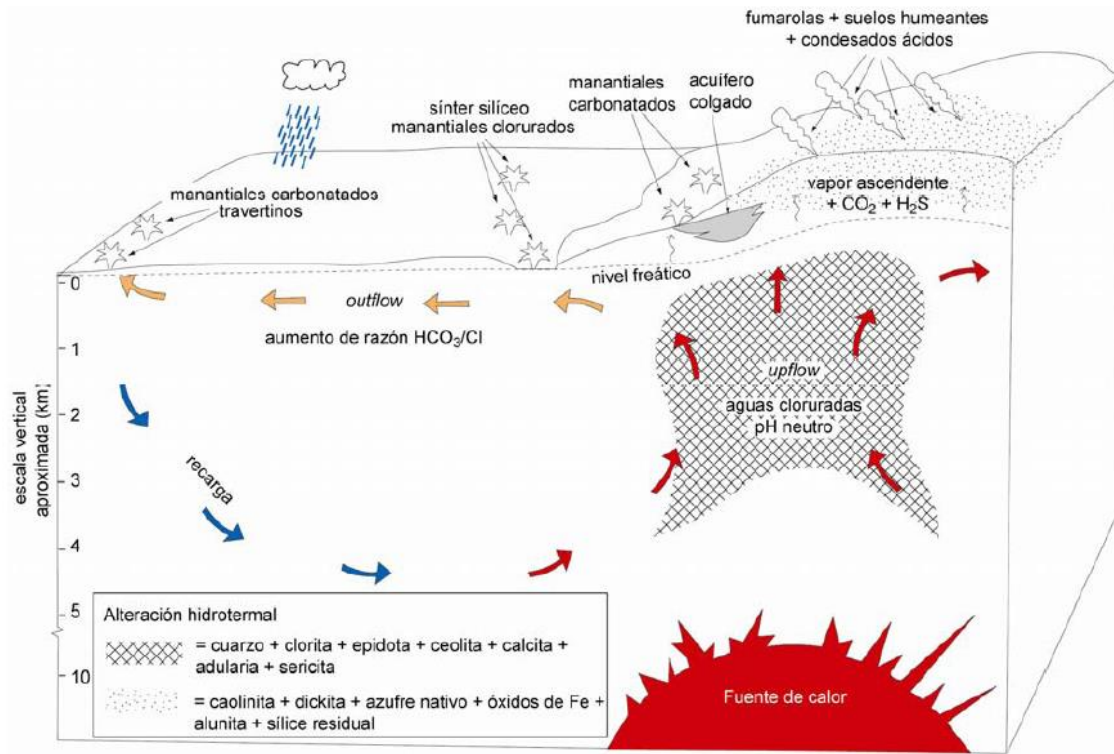 fumarolas + suelos humeantes
+ condesados ácidos
manantiales
carbonatados
acuífero
colgado
sínter silíceo
manantiales clorurados
manantiales carbonatados
travertinos
vapor ascendente
+ CO2 + H2S
nivel freático
outflow
aumento de razón HCO3/Cl
upflow
aguas cloruradas
pH neutro
recarga
escala vertical
aproximada (km)
0
1
2
3
4
5
10
Alteración hidrotermal
= cuarzo + clorita + epidota + ceolita + calcita +
adularia + sericita
= caolinita + dickita + azufre nativo + óxidos de Fe +
alunita + sílice residual
Fuente de calor